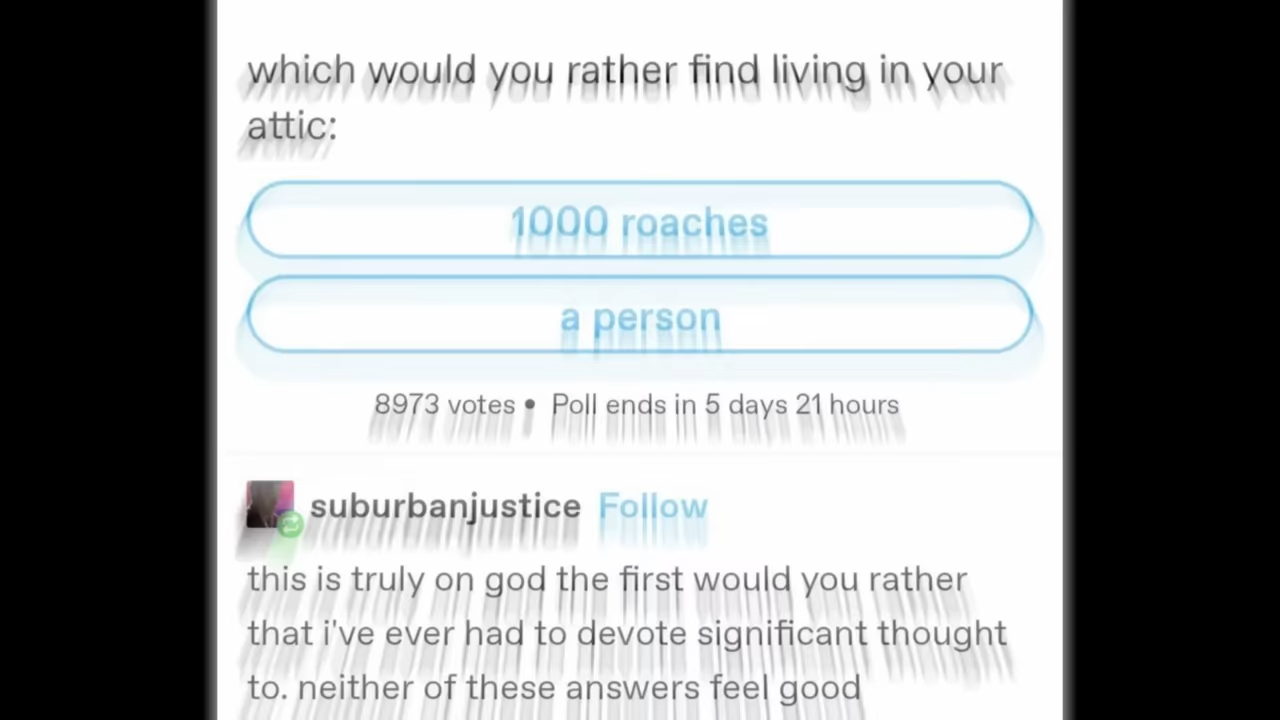 which would you rather find living in your
attic:
1000 roaches
a person
8973 votes • Poll ends in 5 days 21 hours
suburbanjustice Follow
this is truly on god the first would you rather
that i've ever had to devote significant thought
to. neither of these answers feel good